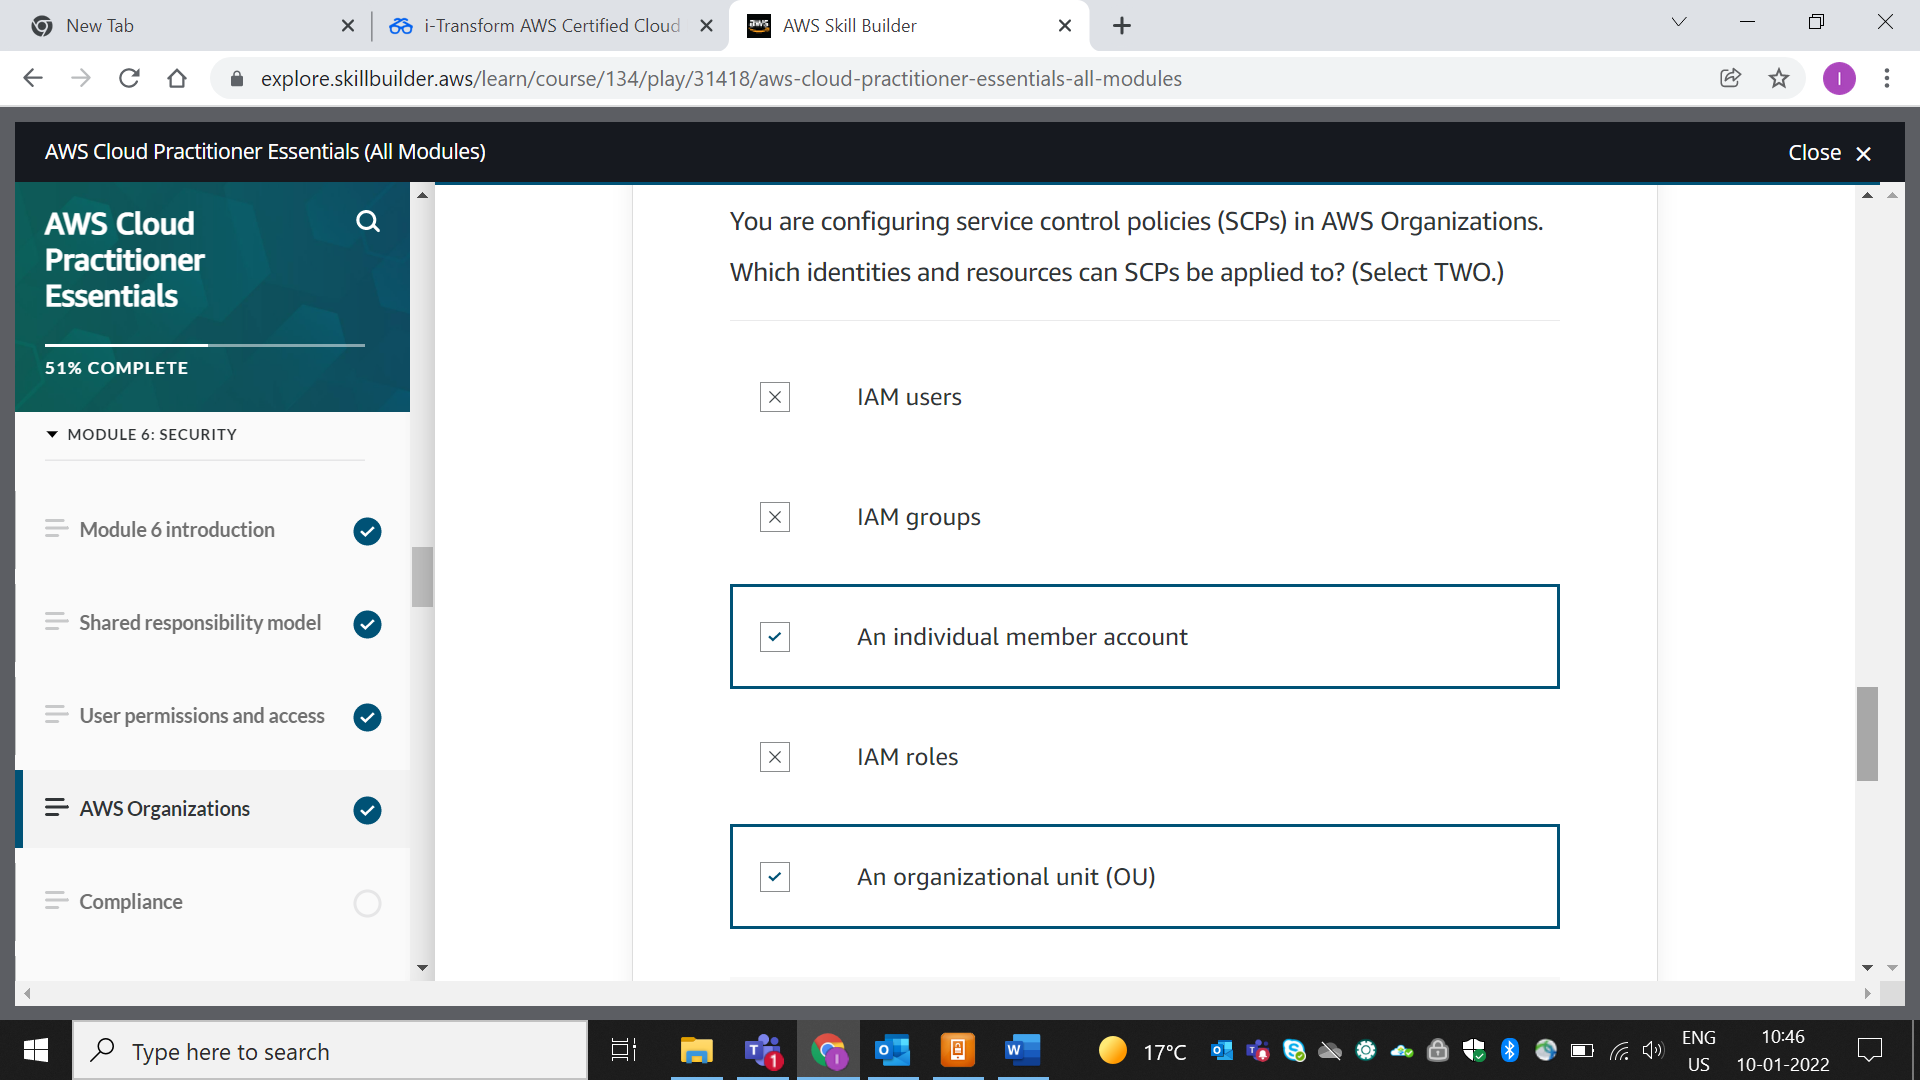 New Tab
i-Transform AWS Certified Cloud
aws
AWS Skill Builder
explore.skillbuilder.aws/learn/course/134/play/31418/aws-cloud-practitioner-essentials-all-modules
I
AWS Cloud Practitioner Essentials (All Modules)
Close
AWS Cloud
Practitioner
Essentials
51% COMPLETE
MODULE 6: SECURITY
Module 6 introduction
Shared responsibility model
User permissions and access
AWS Organizations
Compliance
You are configuring service control policies (SCPs) in AWS Organizations.
Which identities and resources can SCPs be applied to? (Select TWO.)
IAM users
IAM groups
An individual member account
IAM roles
An organizational unit (OU)
Type here to search
17°C
ENG
US
10:46
10-01-2022